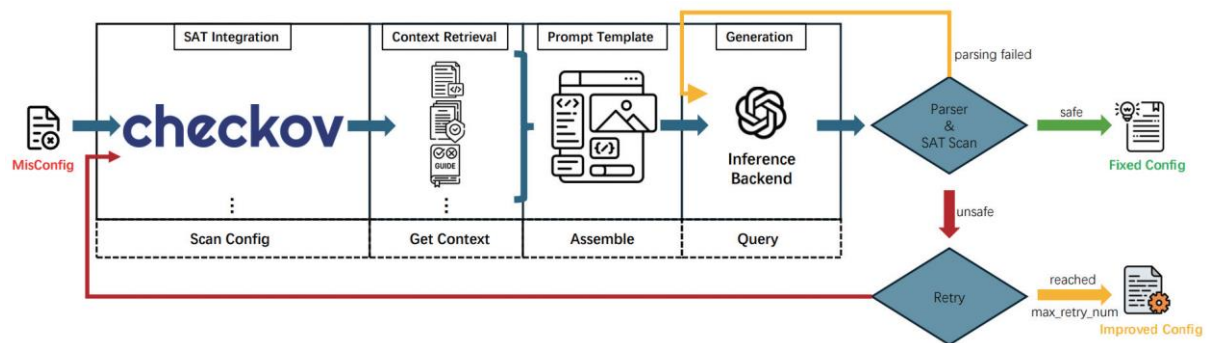 SAT Integration
Context Retrieval
Prompt Template
Generation
parsing failed
MisConfig
checkov
GUIDE
Inference
Backend
Parser
&
SAT Scan
safe
Fixed Config
⋮
⋮
Scan Config
Get Context
Assemble
Query
unsafe
Retry
reached
max_retry_num
Improved Config